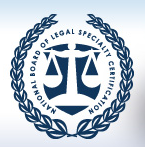 NATIONAL BOARD OF LEGAL SPECIALTY CERTIFICATION